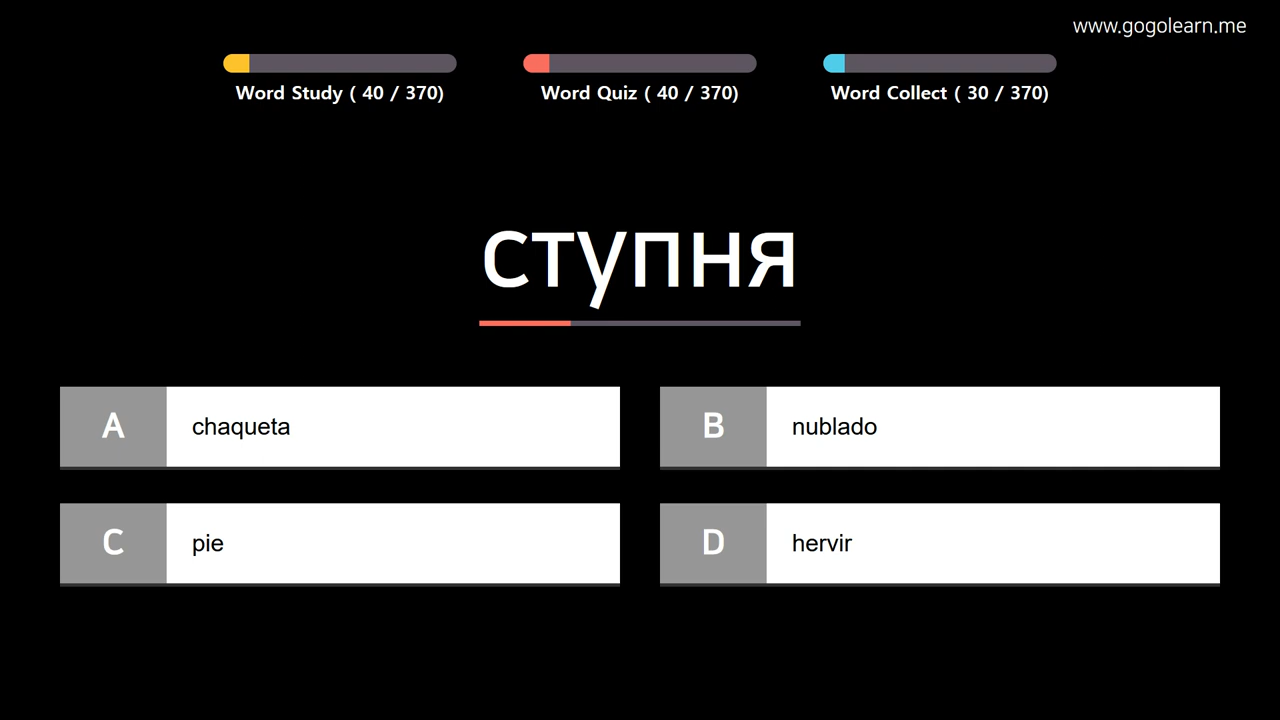 www.gogolearn.me
Word Study ( 40 / 370)
Word Quiz ( 40 / 370)
Word Collect ( 30 / 370)
ступня
A chaqueta
B nublado
C pie
D hervir